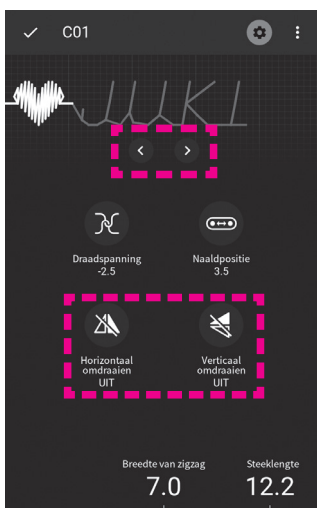 C01
JUKI
Draadspanning
-2.5
Naaldpositie
3.5
Horizontaal
omdraaien
UIT
Verticaal
omdraaien
UIT
Breedte van zigzag
7.0
Steeklengte
12.2